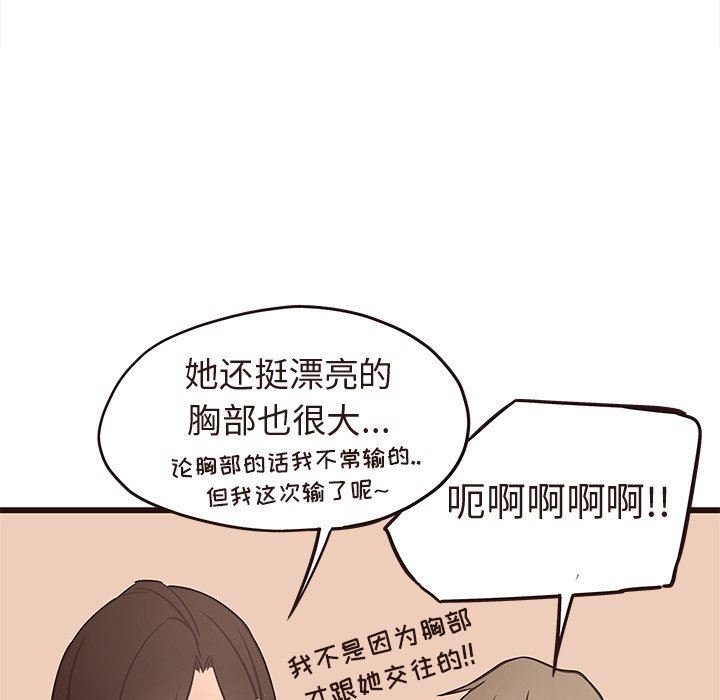 她还挺漂亮的
胸部也很大...
论胸部的话我不常输的..
但我这次输了呢~
呃啊啊啊啊!!
我不是因为胸部
才跟她交往的!!